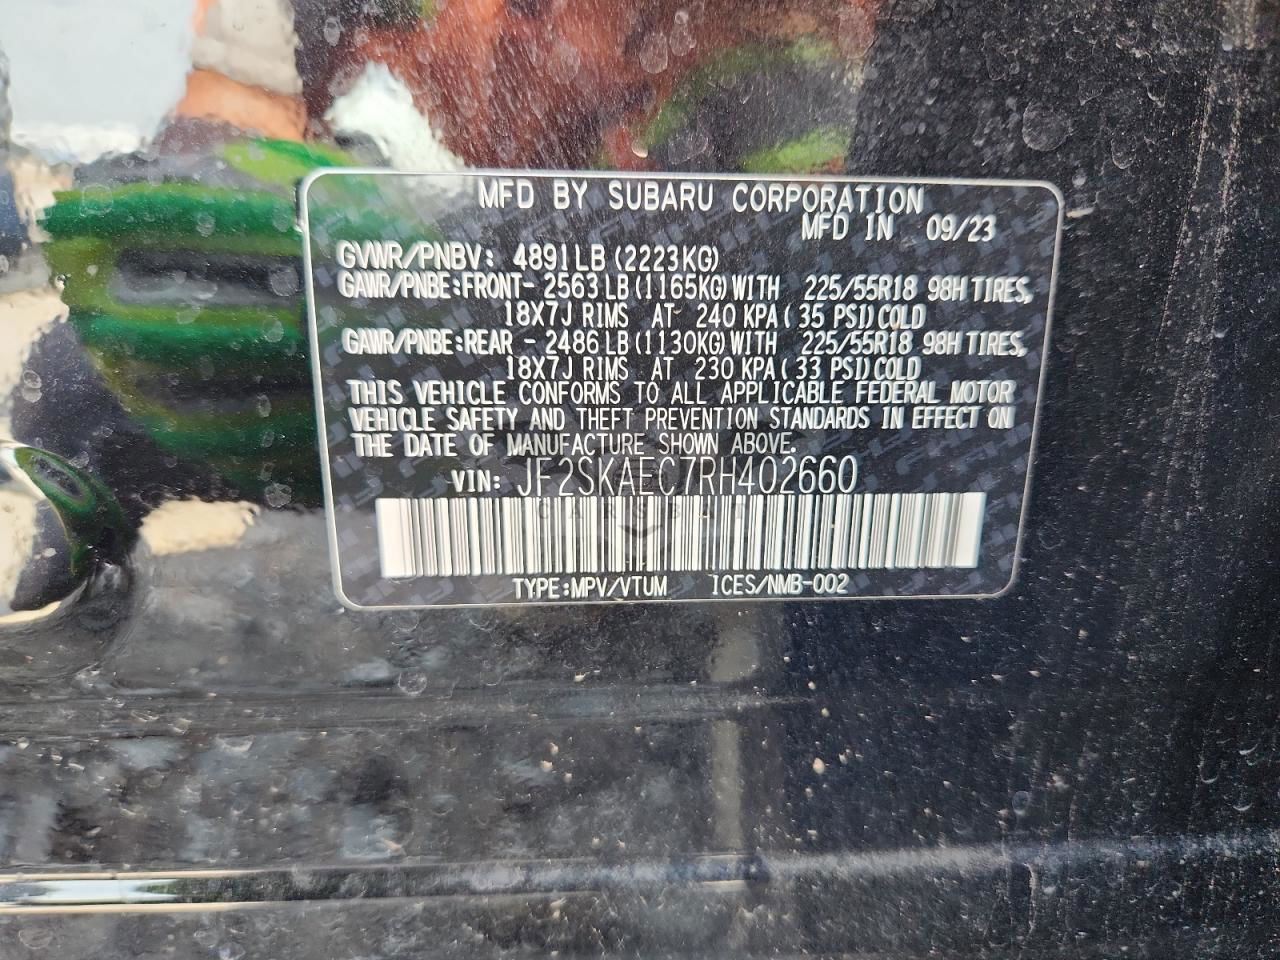 MFD BY SUBARU CORPORATION
MFD IN 09/23
GVWR/PNBV: 4891LB (2223KG)
GAWR/PNBE:FRONT- 2563 LB (1165KG) WITH 225/55R18 98H TIRES,
18X7J RIMS AT 240 KPA ( 35 PSI) COLD
GAWR/PNBE:REAR - 2486 LB (1130KG) WITH 225/55R18 98H TIRES,
18X7J RIMS AT 230 KPA ( 33 PSI) COLD
THIS VEHICLE CONFORMS TO ALL APPLICABLE FEDERAL MOTOR
VEHICLE SAFETY AND THEFT PREVENTION STANDARDS IN EFFECT ON
THE DATE OF MANUFACTURE SHOWN ABOVE.
VIN: JF2SKAEC7RH402660
TYPE:MPV/VTUM ICES/NMB-002